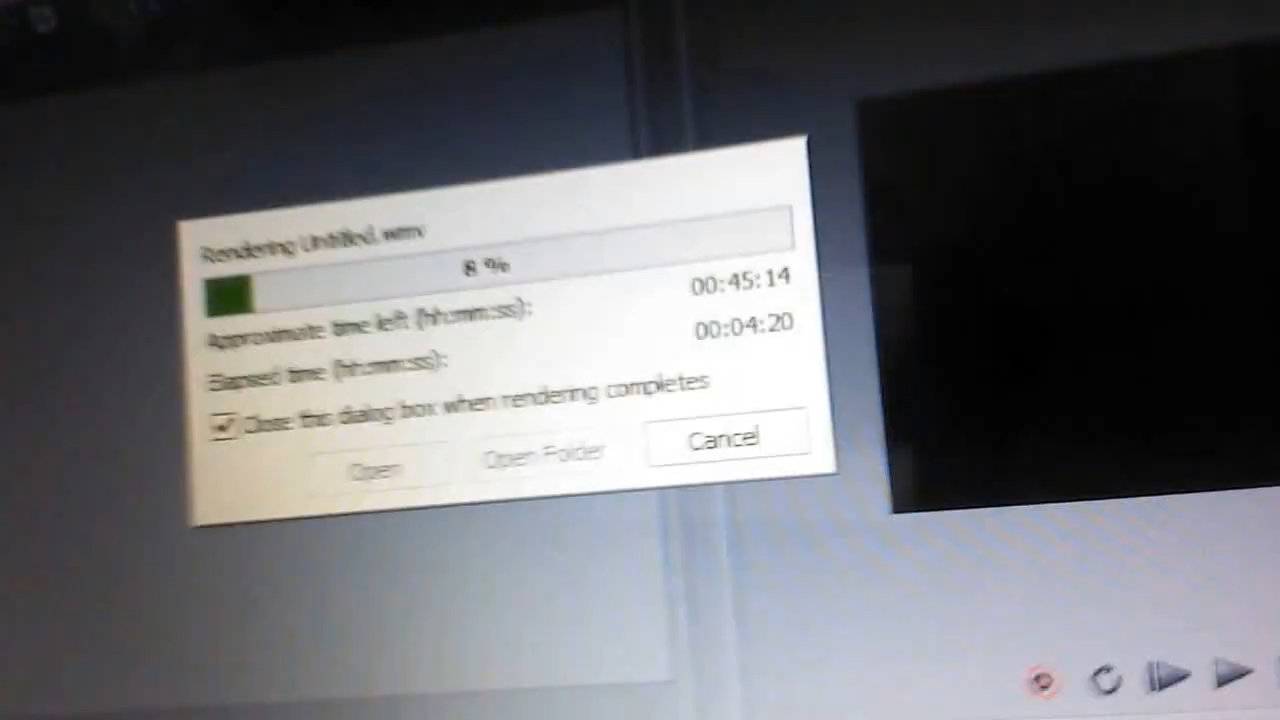 Rendering Untitled.wmv
8 %
Approximate time left (hh:mm:ss): 00:45:14
Elapsed time (hh:mm:ss): 00:04:20
Close this dialog box when rendering completes
Open Open Folder Cancel